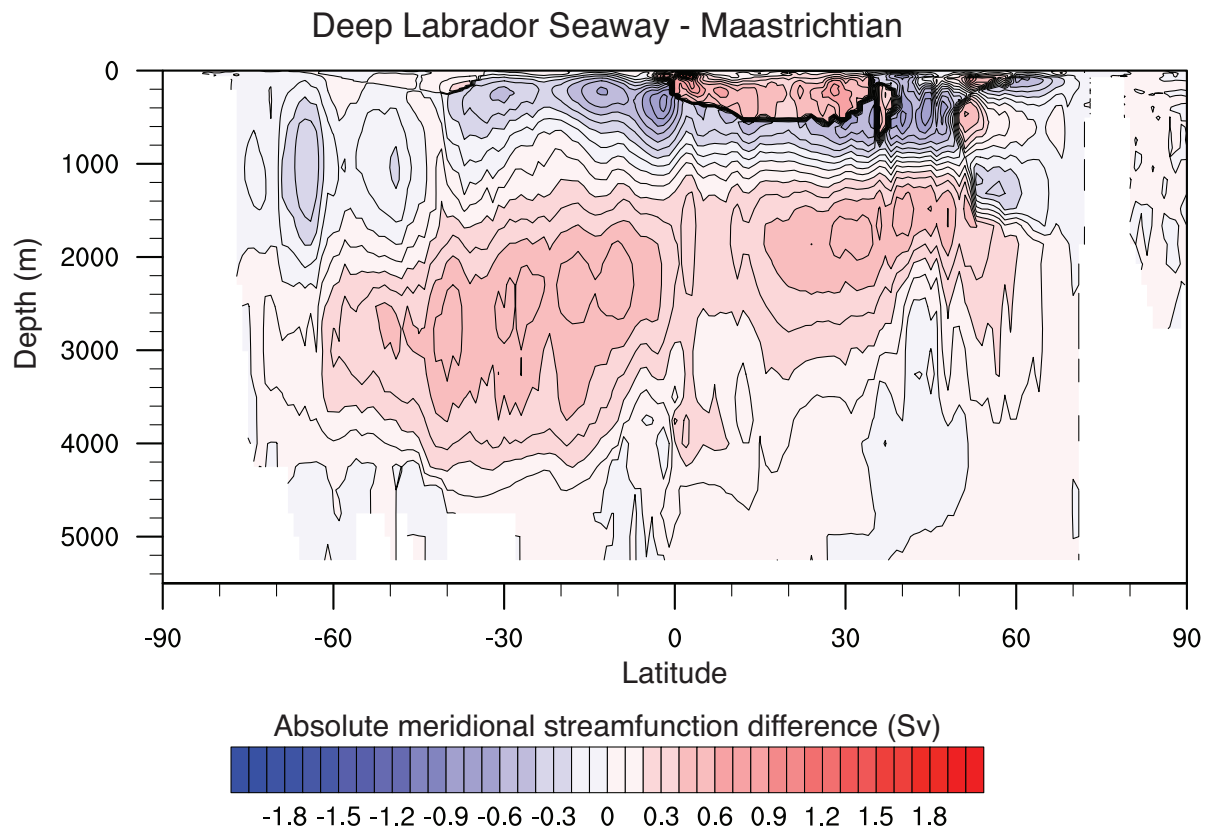 Deep Labrador Seaway - Maastrichtian
0
1000
2000
3000
4000
5000
Depth (m)
-90 -60 -30 0 30 60 90
Latitude
Absolute meridional streamfunction difference (Sv)
-1.8 -1.5 -1.2 -0.9 -0.6 -0.3 0 0.3 0.6 0.9 1.2 1.5 1.8